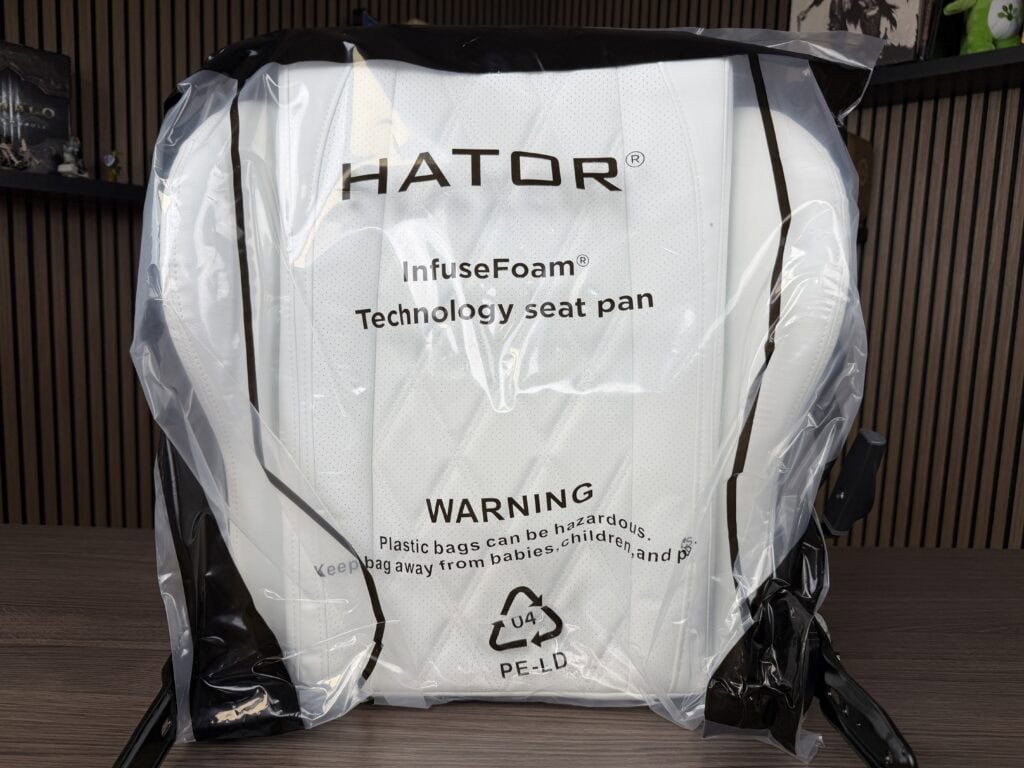 HATOR®
InfuseFoam®
Technology seat pan
WARNING
Plastic bags can be hazardous.
Keep bag away from babies,children,and
04
PE-LD